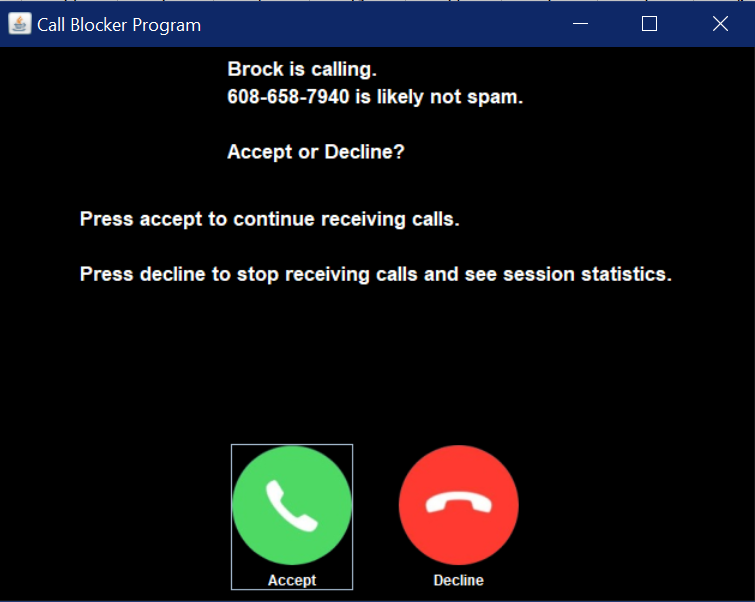 Call Blocker Program
Brock is calling.
608-658-7940 is likely not spam.
Accept or Decline?
Press accept to continue receiving calls.
Press decline to stop receiving calls and see session statistics.
Accept
Decline